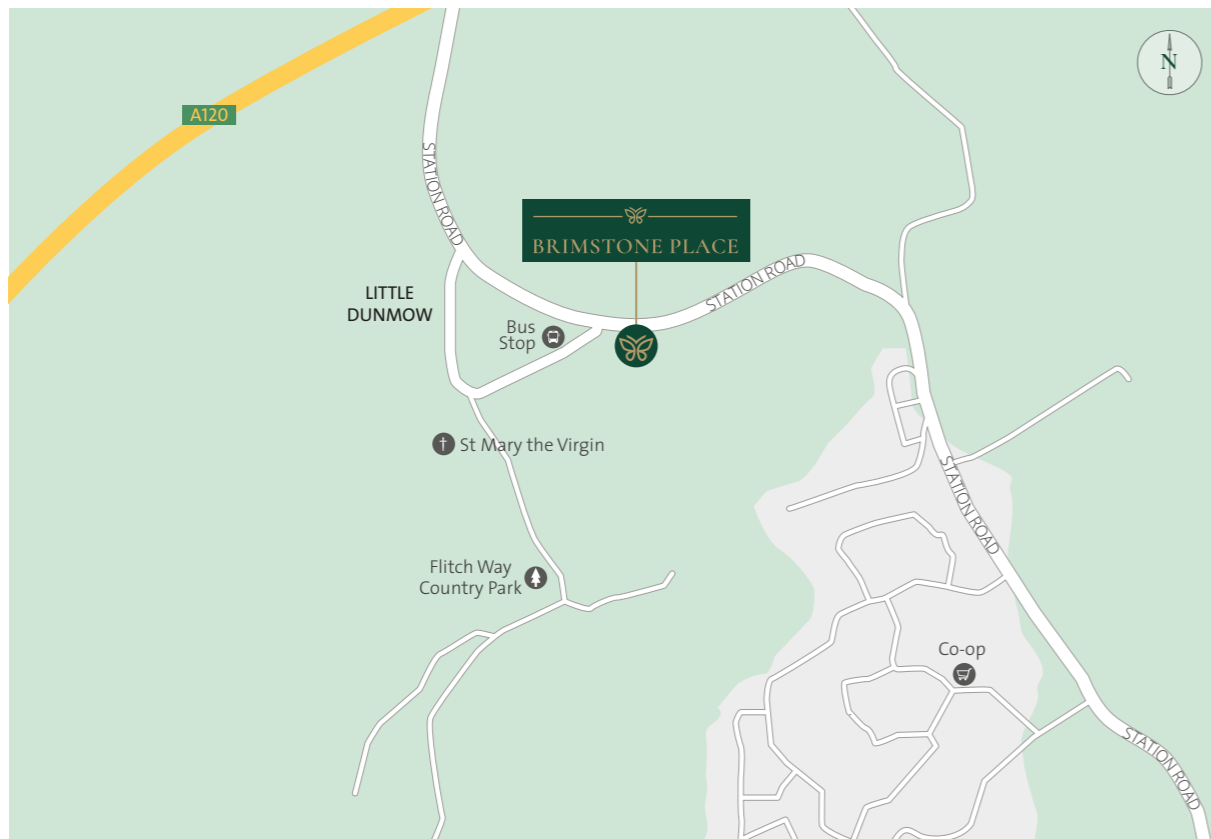 N
A120
STATION ROAD
BRIMSTONE PLACE
STATION ROAD
LITTLE
DUNMOW
Bus
Stop
St Mary the Virgin
STATION ROAD
Flitch Way
Country Park
Co-op
STATION ROAD